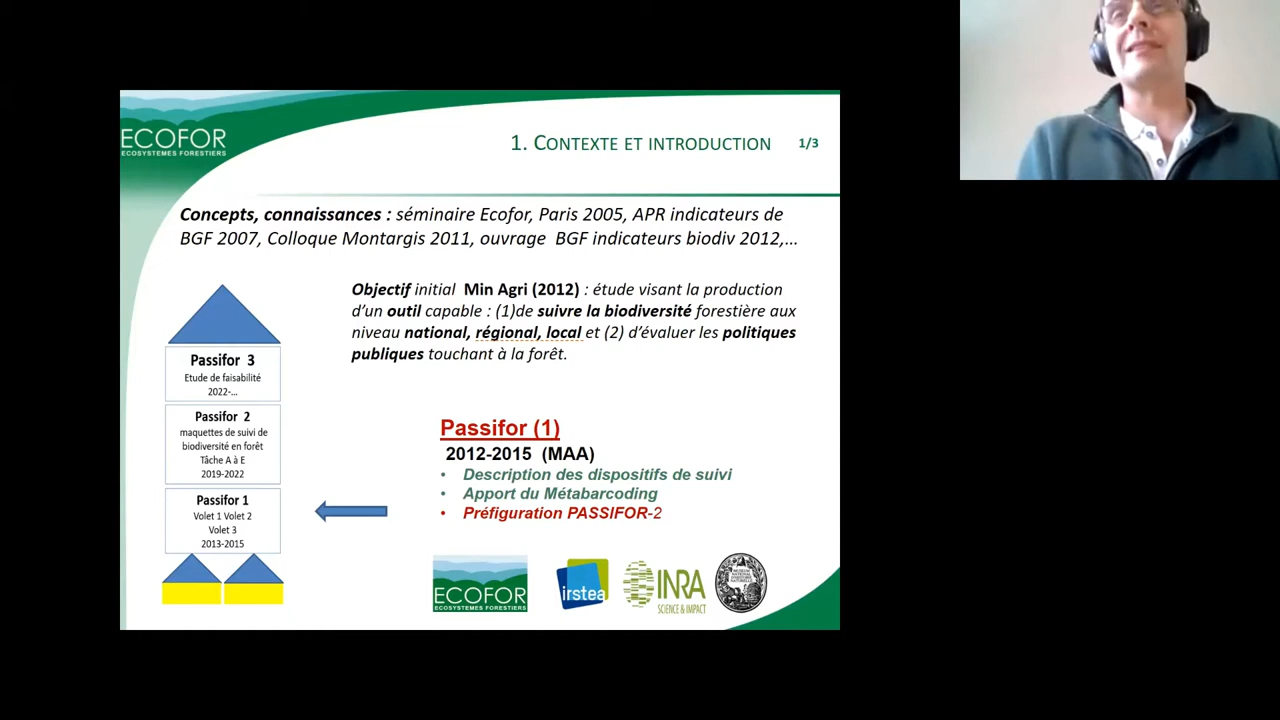 ECOFOR
ECOSYSTEMES FORESTIERS
1. CONTEXTE ET INTRODUCTION 1/3
Concepts, connaissances : séminaire Ecofor, Paris 2005, APR indicateurs de
BGF 2007, Colloque Montargis 2011, ouvrage BGF indicateurs biodiv 2012,...
Objectif initial Min Agri (2012) : étude visant la production
d'un outil capable : (1)de suivre la biodiversité forestière aux
niveau national, régional, local et (2) d'évaluer les politiques
publiques touchant à la forêt.
Passifor 3
Etude de faisabilité
2022-...
Passifor 2
maquettes de suivi de
biodiversité en forêt
Tâche A à E
2019-2022
Passifor 1
Volet 1 Volet 2
Volet 3
2013-2015
Passifor (1)
2012-2015 (MAA)
• Description des dispositifs de suivi
• Apport du Métabarcoding
• Préfiguration PASSIFOR-2
ECOFOR
ECOSYSTEMES FORESTIERS
irstea
INRA
SCIENCE & IMPACT
MUSEUM
NATIONAL
D'HISTOIRE
NATURELLE